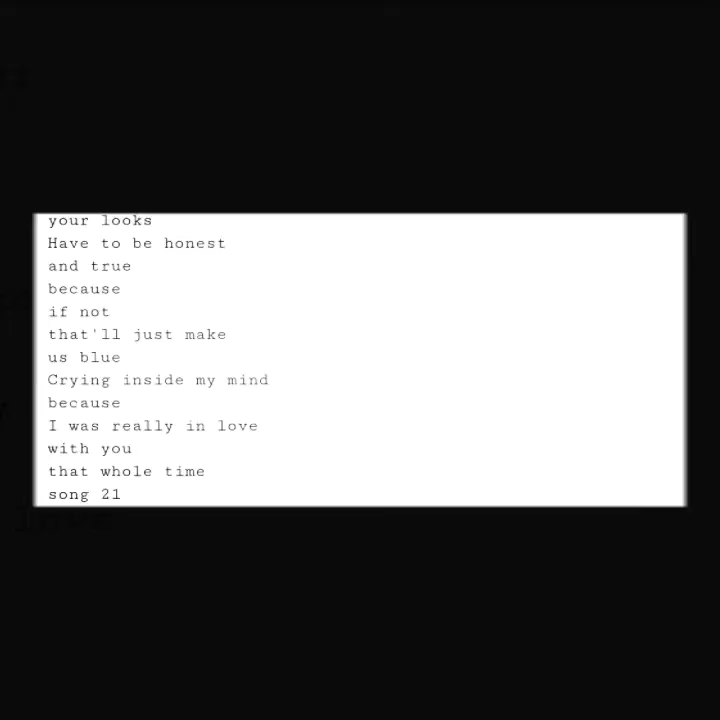 your looks
Have to be honest
and true
because
if not
that'll just make
us blue
Crying inside my mind
because
I was really in love
with you
that whole time
song 21